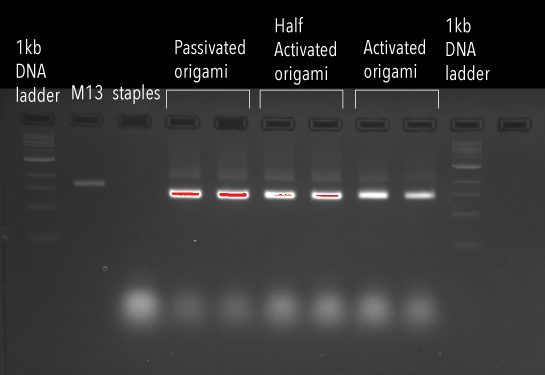 1kb
DNA
ladder
M13
staples
Passivated
origami
Half
Activated
origami
Activated
origami
1kb
DNA
ladder